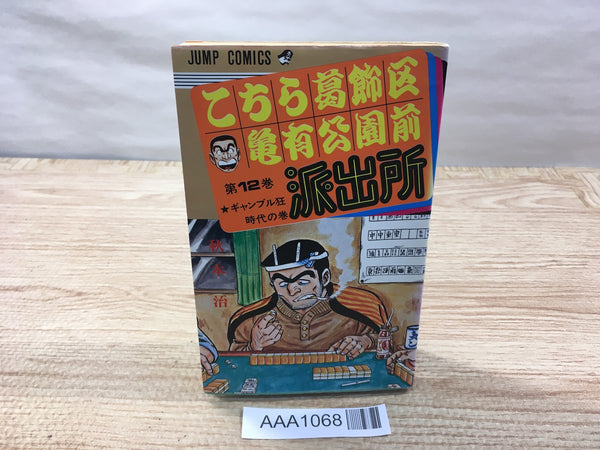 JUMP COMICS
こちら葛飾区
亀有公園前
派出所
第12巻
★ギャンブル狂
時代の巻
秋本治
AAA1068